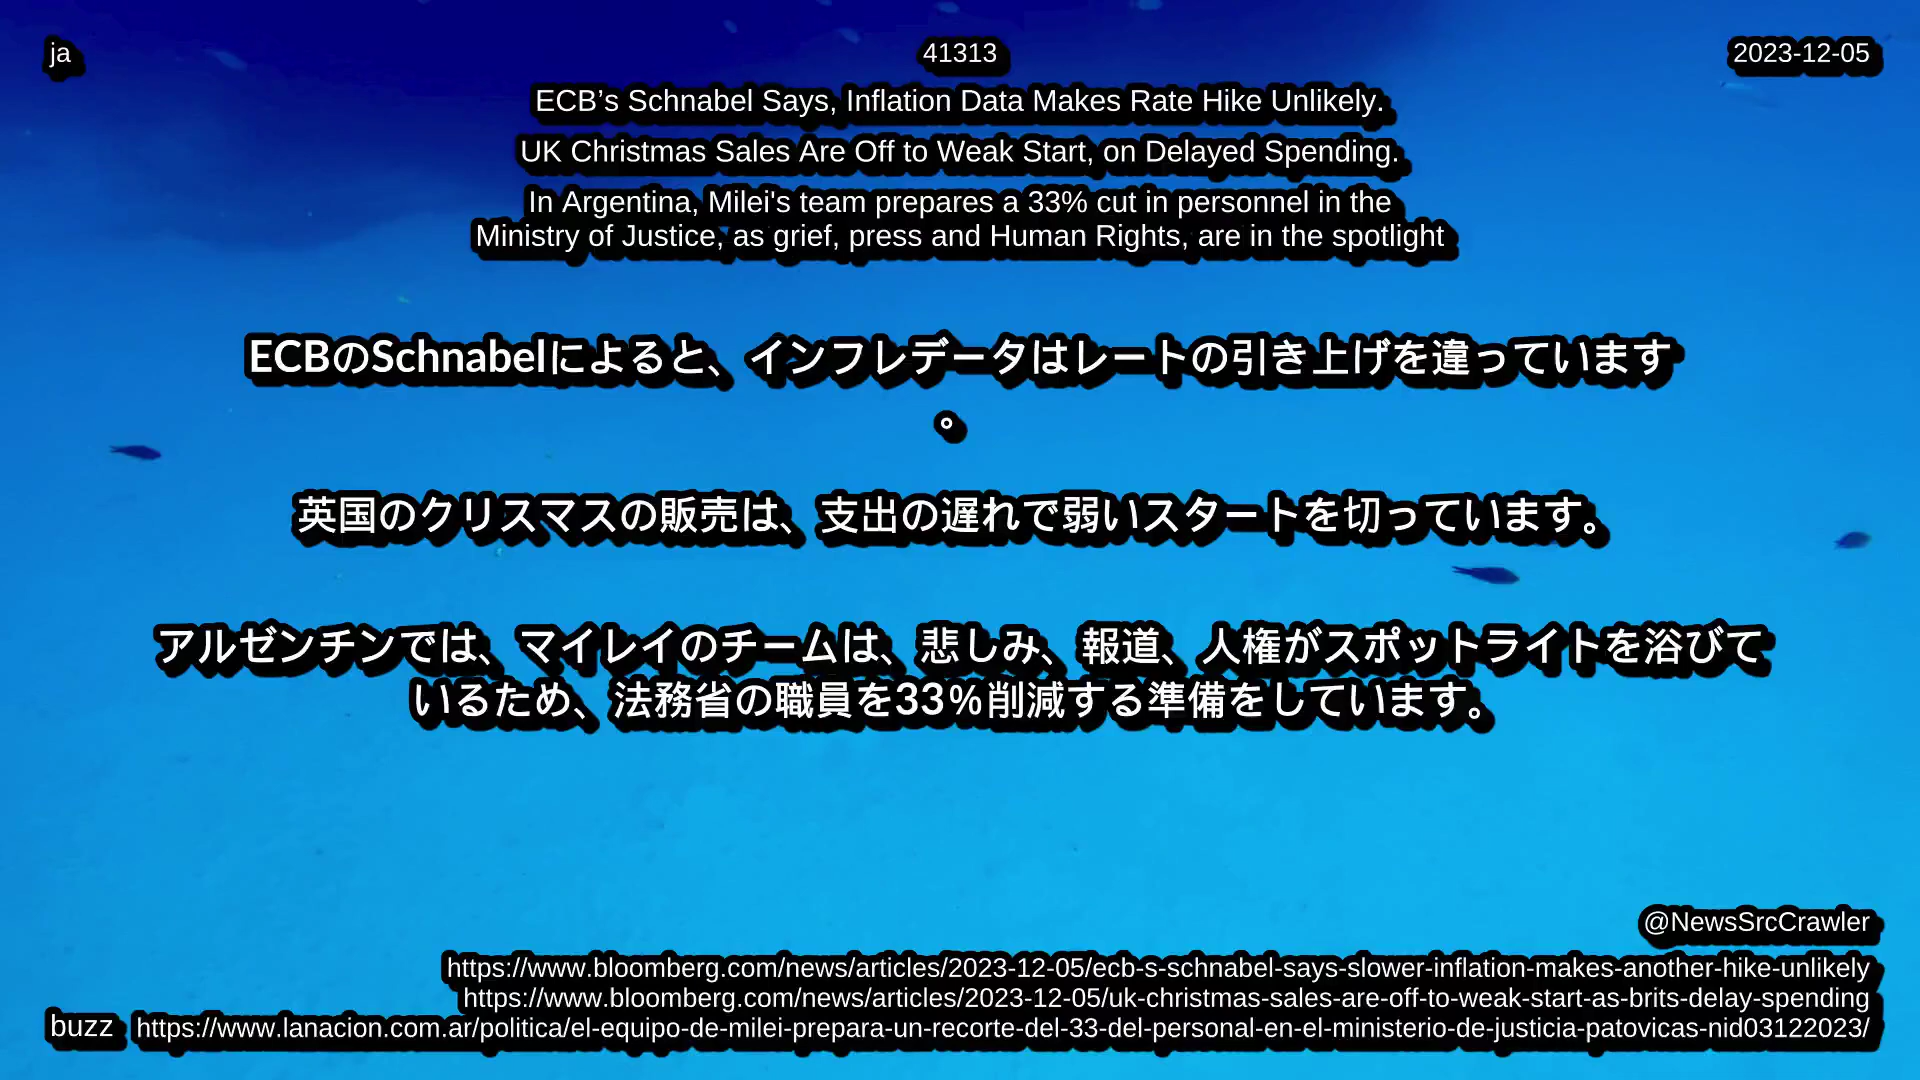 ja
41313
2023-12-05
ECB’s Schnabel Says, Inflation Data Makes Rate Hike Unlikely.
UK Christmas Sales Are Off to Weak Start, on Delayed Spending.
In Argentina, Milei's team prepares a 33% cut in personnel in the
Ministry of Justice, as grief, press and Human Rights, are in the spotlight
ECBのSchnabelによると、インフレデータはレートの引き上げを違っています
。
英国のクリスマスの販売は、支出の遅れで弱いスタートを切っています。
アルゼンチンでは、マイレイのチームは、悲しみ、報道、人権がスポットライトを浴びて
いるため、法務省の職員を33％削減する準備をしています。
@NewsSrcCrawler
https://www.bloomberg.com/news/articles/2023-12-05/ecb-s-schnabel-says-slower-inflation-makes-another-hike-unlikely
https://www.bloomberg.com/news/articles/2023-12-05/uk-christmas-sales-are-off-to-weak-start-as-brits-delay-spending
buzz https://www.lanacion.com.ar/politica/el-equipo-de-milei-prepara-un-recorte-del-33-del-personal-en-el-ministerio-de-justicia-patovicas-nid03122023/